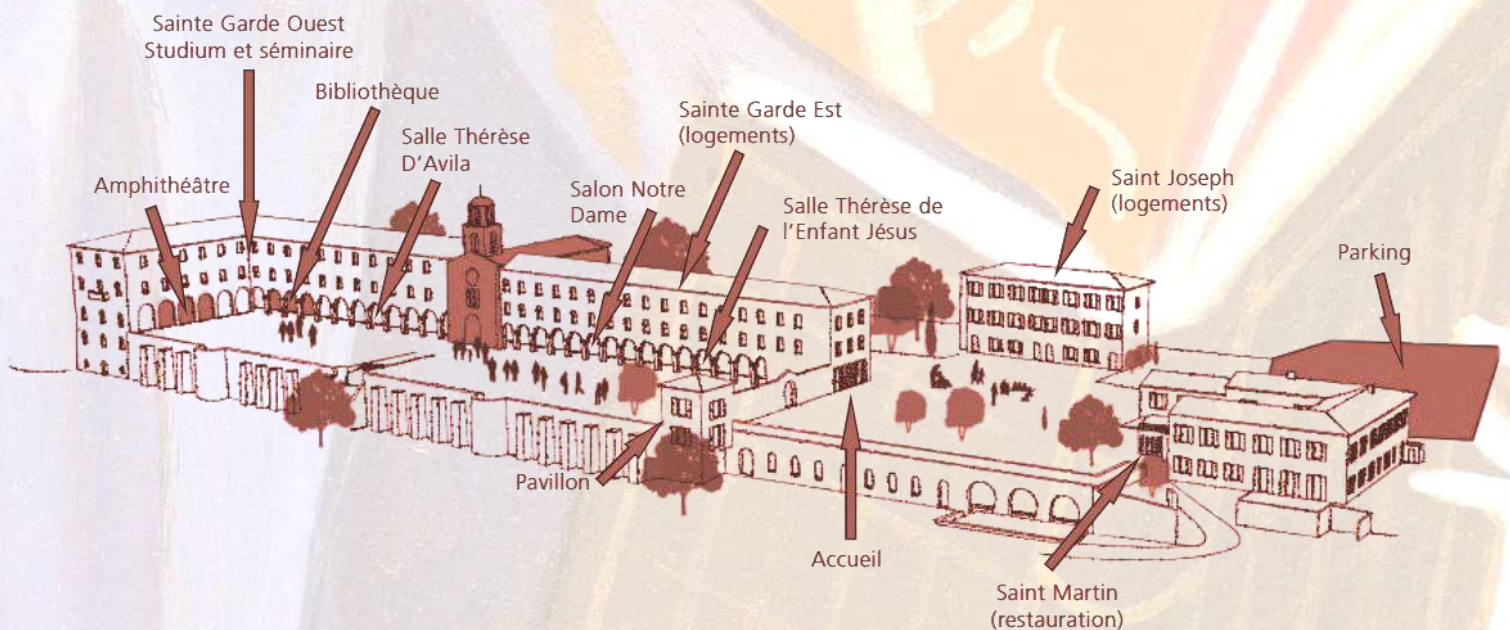 Sainte Garde Ouest
Studium et séminaire
Bibliothèque
Salle Thérèse
D'Avila
Amphithéâtre
Sainte Garde Est
(logements)
Salon Notre
Dame
Salle Thérèse de
l'Enfant Jésus
Saint Joseph
(logements)
Parking
Pavillon
Accueil
Saint Martin
(restauration)